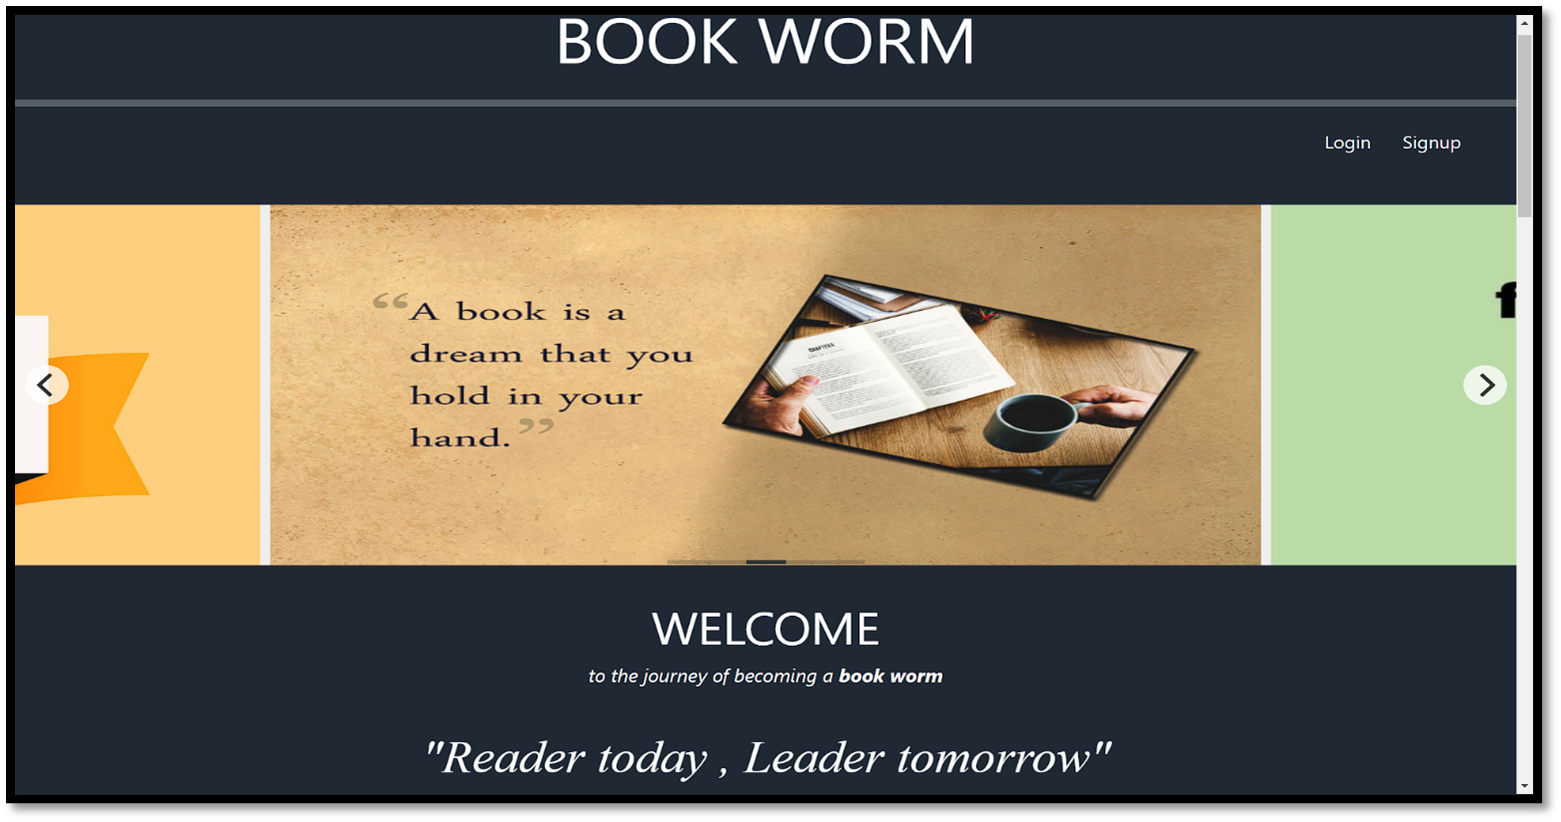 BOOK WORM
Login Signup
“A book is a
dream that you
hold in your
hand.”
f
WELCOME
to the journey of becoming a book worm
"Reader today , Leader tomorrow"